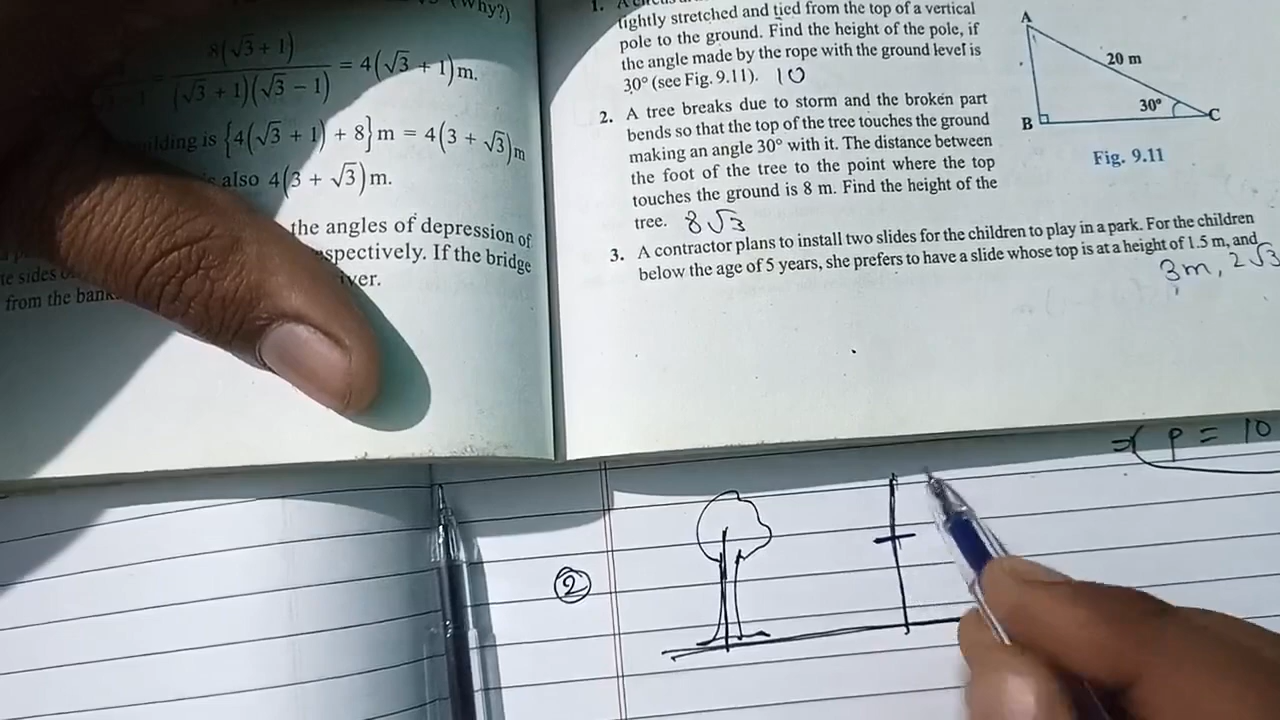 (Why?)
8(√3 + 1)
(√3 + 1)(√3 − 1)
= 4(√3 + 1) m.
ilding is {4(√3 + 1) + 8} m = 4(3 + √3) m
also 4(3 + √3) m.
the angles of depression of
spectively. If the bridge
te sides
from the bank
1.
tightly stretched and tied from the top of a vertical
pole to the ground. Find the height of the pole, if
the angle made by the rope with the ground level is
30° (see Fig. 9.11). 10
2. A tree breaks due to storm and the broken part
bends so that the top of the tree touches the ground
making an angle 30° with it. The distance between
the foot of the tree to the point where the top
touches the ground is 8 m. Find the height of the
tree. 8√3
A
20 m
30°
B
C
Fig. 9.11
3. A contractor plans to install two slides for the children to play in a park. For the children
below the age of 5 years, she prefers to have a slide whose top is at a height of 1.5 m, and
3m, 2√3
⇒ P = 10
2